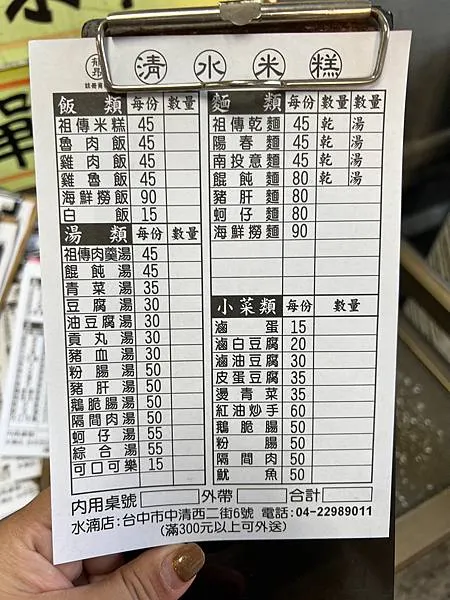 清水米糕
飯類 每份 數量
祖傳米糕 45
魯肉飯 45
雞肉飯 45
雞魯飯 45
海鮮撈飯 90
白飯 15
湯類 每份 數量
祖傳肉羹湯 45
餛飩湯 45
青菜湯 35
豆腐湯 30
油豆腐湯 30
貢丸湯 30
豬血湯 30
粉腸湯 50
豬肝湯 50
鵝脆腸湯 50
隔間肉湯 50
蚵仔湯 55
綜合湯 55
可口可樂 15
麵類 每份 數量 數量
祖傳乾麵 45 乾 湯
陽春麵 45 乾 湯
南投意麵 45 乾 湯
餛飩麵 80 乾 湯
豬肝麵 80
蚵仔麵 80
海鮮撈麵 90
小菜類 每份 數量
滷蛋 15
滷白豆腐 20
滷油豆腐 30
皮蛋豆腐 35
燙青菜 35
紅油炒手 60
鵝脆腸 50
粉腸 50
隔間肉 50
魷魚 50
內用桌號 外帶 合計
水湳店:台中市中清西二街6號 電話:04-22989011
(滿300元以上可外送)